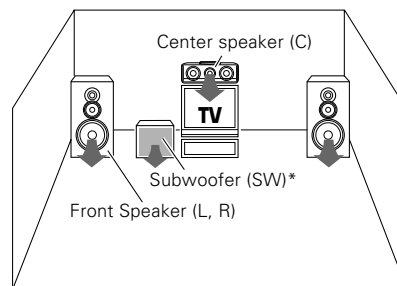 Center speaker (C)
TV
Subwoofer (SW)*
Front Speaker (L, R)